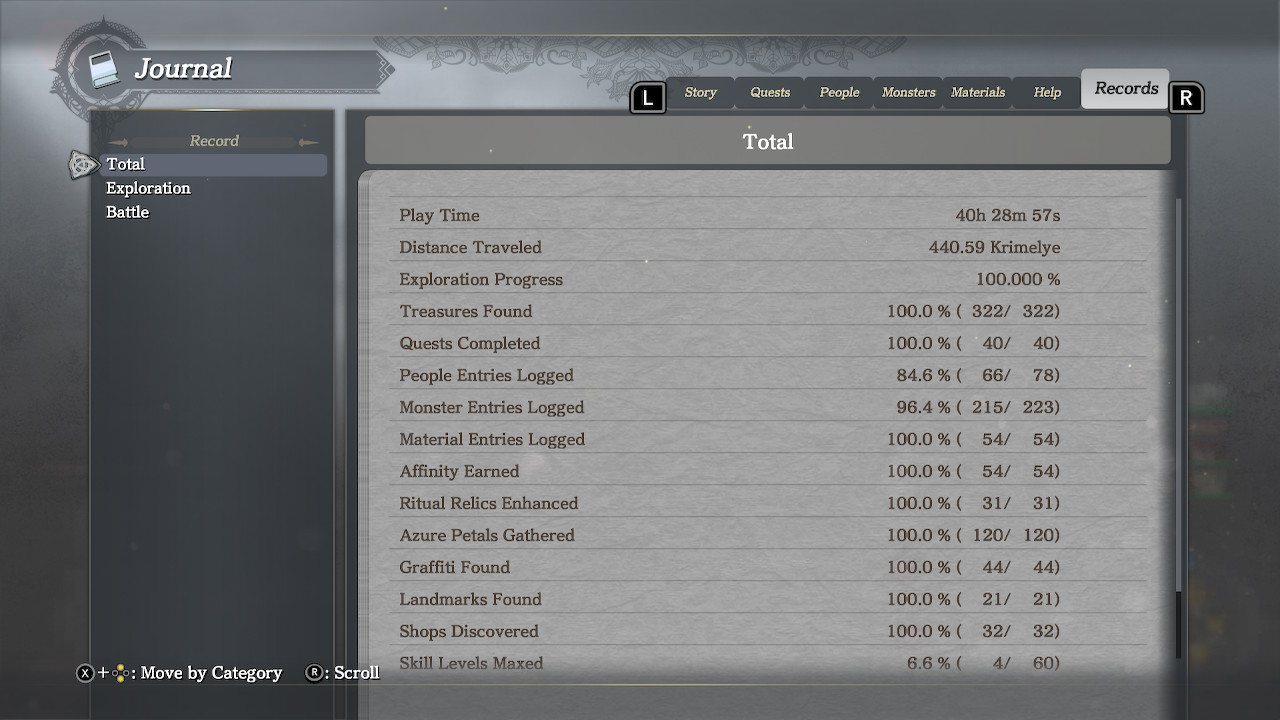 Journal
L
Story
Quests
People
Monsters
Materials
Help
Records
R
Record
Total
Exploration
Battle
Total
Play Time 40h 28m 57s
Distance Traveled 440.59 Krimelye
Exploration Progress 100.000 %
Treasures Found 100.0 % ( 322/ 322)
Quests Completed 100.0 % ( 40/ 40)
People Entries Logged 84.6 % ( 66/ 78)
Monster Entries Logged 96.4 % ( 215/ 223)
Material Entries Logged 100.0 % ( 54/ 54)
Affinity Earned 100.0 % ( 54/ 54)
Ritual Relics Enhanced 100.0 % ( 31/ 31)
Azure Petals Gathered 100.0 % ( 120/ 120)
Graffiti Found 100.0 % ( 44/ 44)
Landmarks Found 100.0 % ( 21/ 21)
Shops Discovered 100.0 % ( 32/ 32)
Skill Levels Maxed 6.6 % ( 4/ 60)
X+: Move by Category R: Scroll